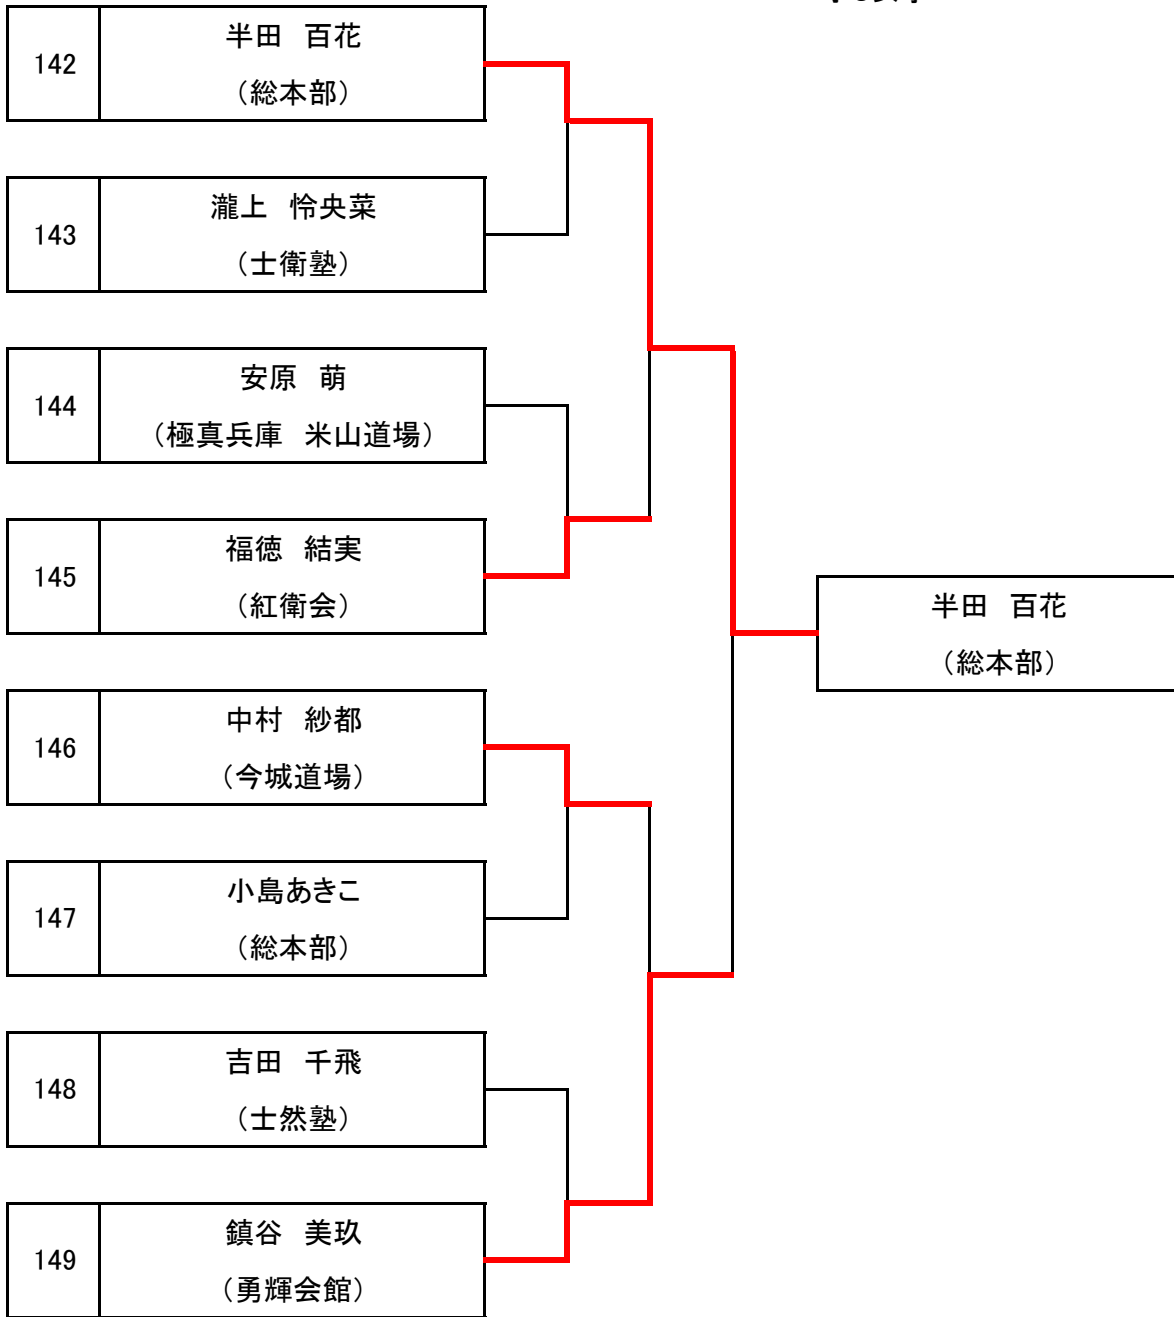 142
半田　百花
（総本部）
143
瀧上　怜央菜
（士衛塾）
144
安原　萌
（極真兵庫　米山道場）
145
福徳　結実
（紅衛会）
半田　百花
（総本部）
146
中村　紗都
（今城道場）
147
小島あきこ
（総本部）
148
吉田　千飛
（士然塾）
149
鎮谷　美玖
（勇輝会館）